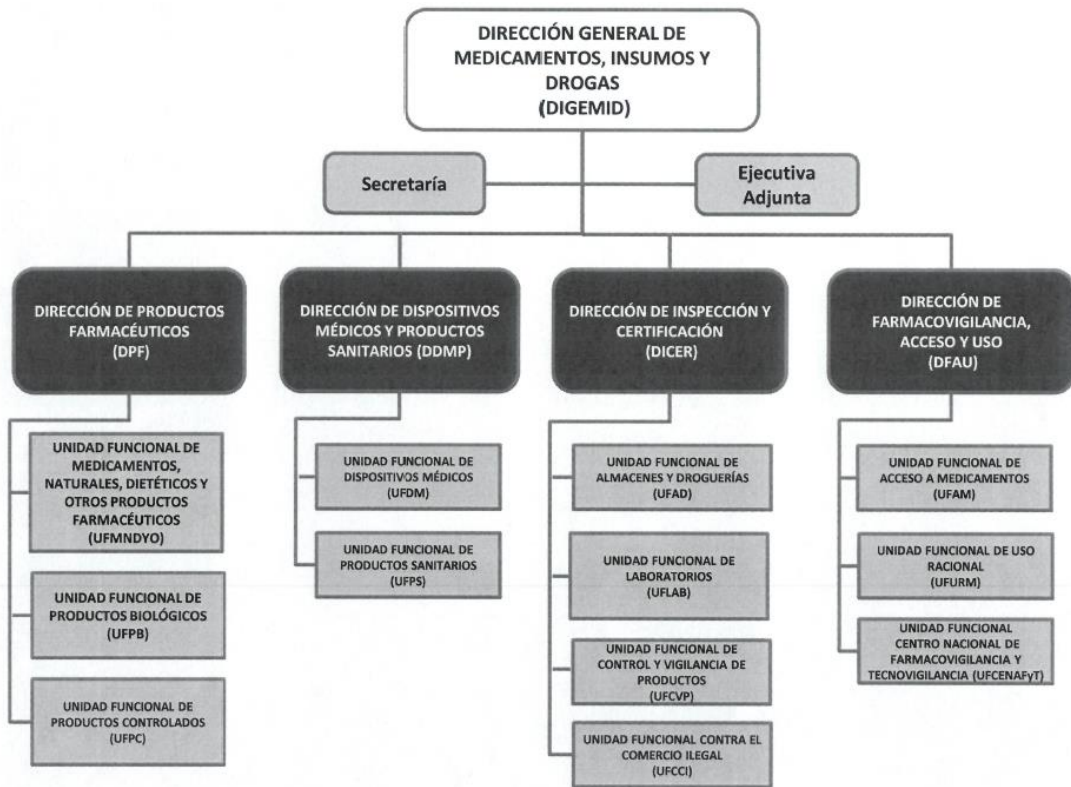 DIRECCIÓN GENERAL DE
MEDICAMENTOS, INSUMOS Y
DROGAS
(DIGEMID)
Secretaría
Ejecutiva
Adjunta
DIRECCIÓN DE PRODUCTOS
FARMACÉUTICOS
(DPF)
DIRECCIÓN DE DISPOSITIVOS
MÉDICOS Y PRODUCTOS
SANITARIOS (DDMP)
DIRECCIÓN DE INSPECCIÓN Y
CERTIFICACIÓN
(DICER)
DIRECCIÓN DE
FARMACOVIGILANCIA,
ACCESO Y USO
(DFAU)
UNIDAD FUNCIONAL DE
MEDICAMENTOS,
NATURALES, DIETÉTICOS Y
OTROS PRODUCTOS
FARMACÉUTICOS
(UFMNDYO)
UNIDAD FUNCIONAL DE
PRODUCTOS BIOLÓGICOS
(UFPB)
UNIDAD FUNCIONAL DE
PRODUCTOS CONTROLADOS
(UFPC)
UNIDAD FUNCIONAL DE
DISPOSITIVOS MÉDICOS
(UFDM)
UNIDAD FUNCIONAL DE
PRODUCTOS SANITARIOS
(UFPS)
UNIDAD FUNCIONAL DE
ALMACENES Y DROGUERÍAS
(UFAD)
UNIDAD FUNCIONAL DE
LABORATORIOS
(UFLAB)
UNIDAD FUNCIONAL DE
CONTROL Y VIGILANCIA DE
PRODUCTOS
(UFCVP)
UNIDAD FUNCIONAL CONTRA EL
COMERCIO ILEGAL
(UFCCI)
UNIDAD FUNCIONAL DE
ACCESO A MEDICAMENTOS
(UFAM)
UNIDAD FUNCIONAL DE USO
RACIONAL
(UFURM)
UNIDAD FUNCIONAL
CENTRO NACIONAL DE
FARMACOVIGILANCIA Y
TECNOVIGILANCIA (UFCENAFyT)